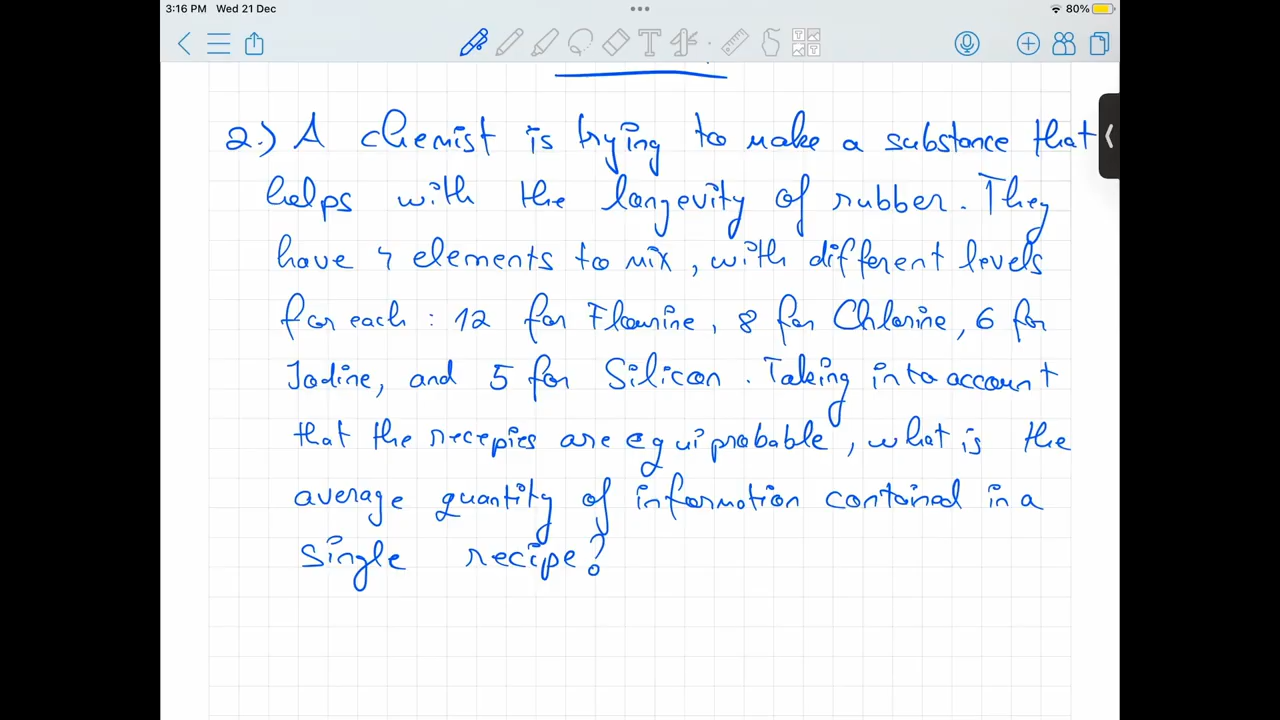 3:16 PM Wed 21 Dec
80%
2.) A chemist is trying to make a substance that
helps with the longevity of rubber. They
have 4 elements to mix, with different levels
for each: 12 for Flourine, 8 for Chlorine, 6 for
Iodine, and 5 for Silicon. Taking into account
that the recepies are equiprobable, what is the
average quantity of information contained in a
single recipe?